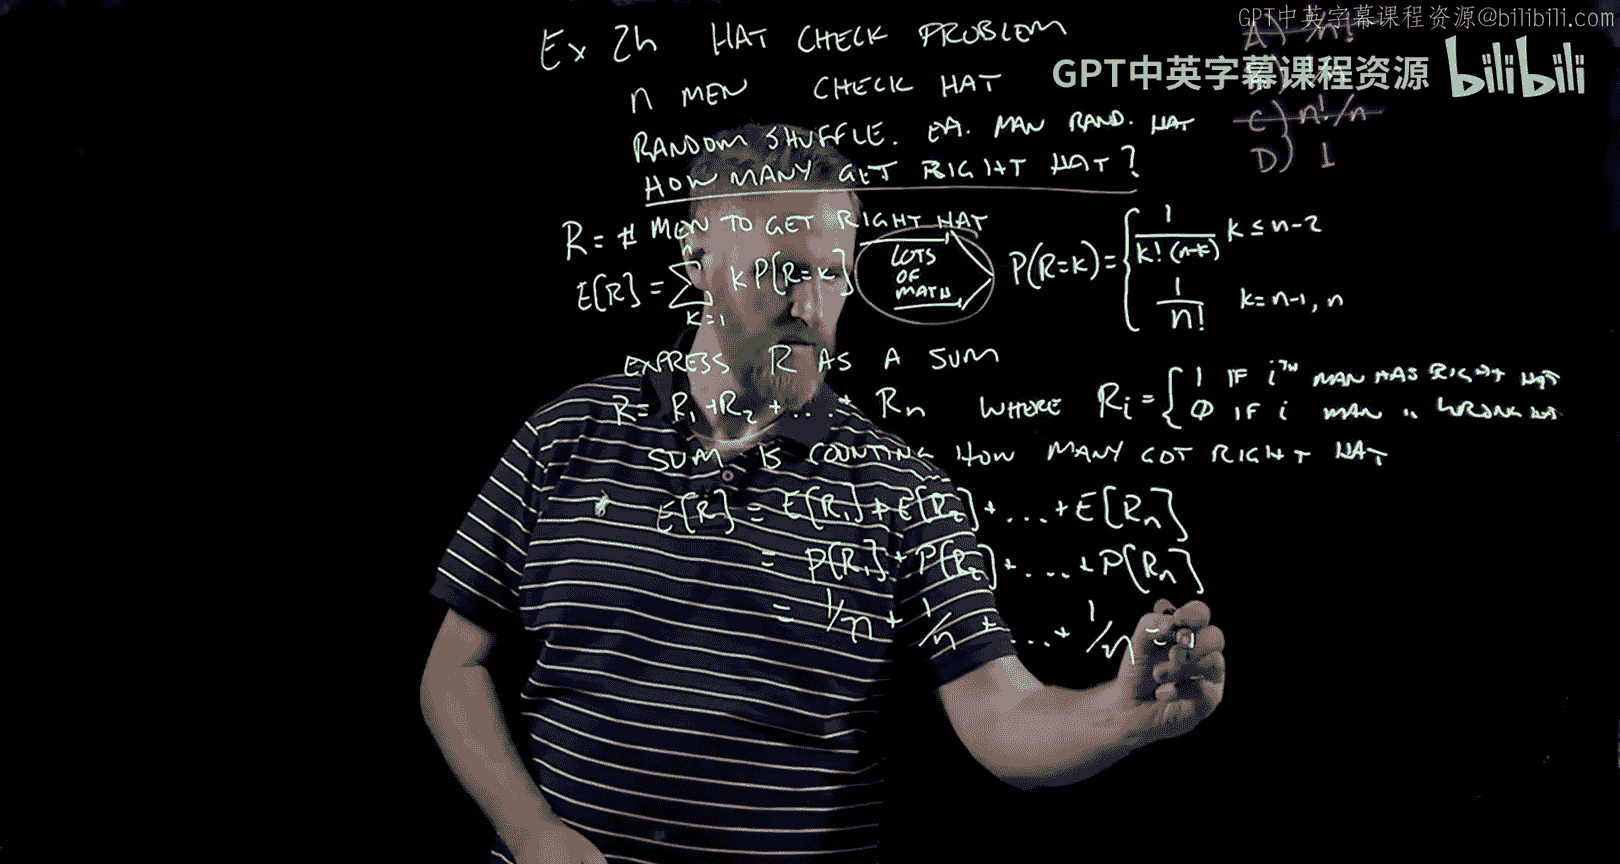 GPT中英字幕课程资源@bilibili.com
GPT中英字幕课程资源 bilibili
Ex 2h HAT CHECK PROBLEM
n MEN CHECK HAT
RANDOM SHUFFLE. EA. MAN RAND. HAT
HOW MANY GET RIGHT HAT?
A) n!
C) n!/n
D) 1
R = # MEN TO GET RIGHT HAT
E[R] = n∑k=1 k P[R=k]
LOTS
OF
MATH
P(R=k) = { 1/k!(n-k) k ≤ n-2
1/n! k = n-1, n
EXPRESS R AS A SUM
R = R1 + R2 + ... + Rn WHERE Ri = { 1 IF iTH MAN HAS RIGHT HAT
0 IF i MAN " WRONG HAT
SUM IS COUNTING HOW MANY GOT RIGHT HAT
E[R] = E[R1] + E[R2] + ... + E[Rn]
= P[R1] + P[R2] + ... + P[Rn]
= 1/n + 1/n + ... + 1/n =